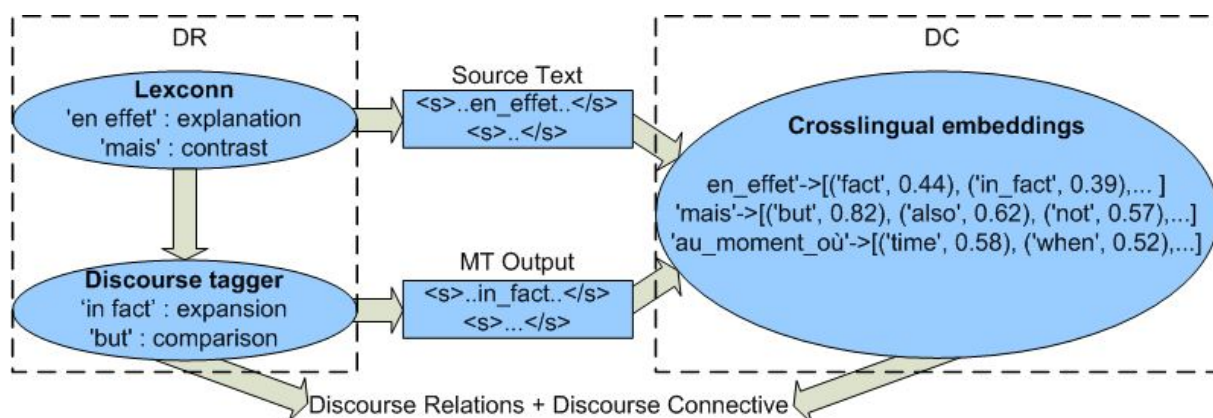 DR
Lexconn
'en effet' : explanation
'mais' : contrast
Discourse tagger
‘in fact’ : expansion
'but' : comparison
Source Text
<s>..en_effet..</s>
<s>..</s>
MT Output
<s>..in_fact..</s>
<s>...</s>
DC
Crosslingual embeddings
en_effet'->[('fact', 0.44), ('in_fact', 0.39),... ]
'mais'->[('but', 0.82), ('also', 0.62), ('not', 0.57),...]
'au_moment_où'->[('time', 0.58), ('when', 0.52),...]
Discourse Relations + Discourse Connective